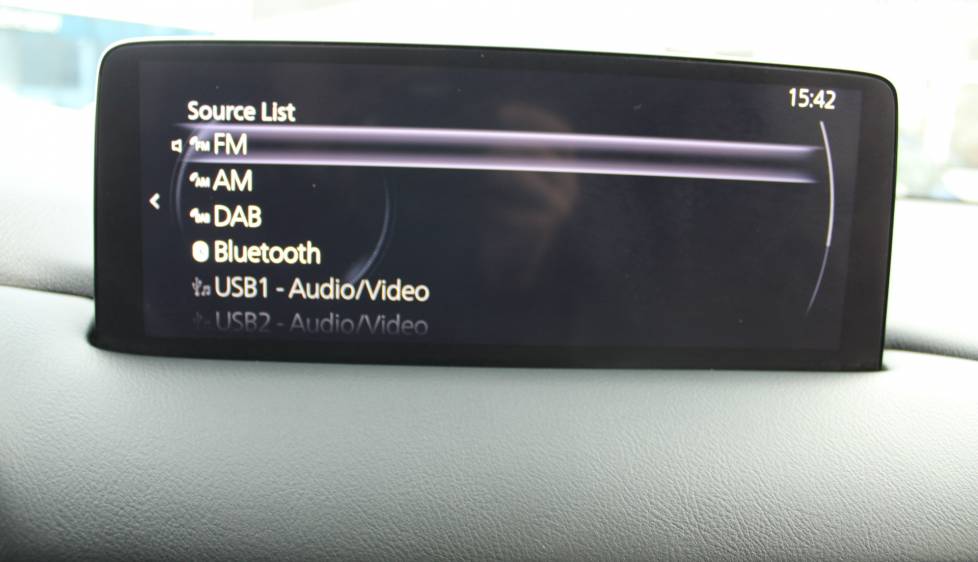 15:42
Source List
FM
AM
DAB
Bluetooth
USB1 - Audio/Video
USB2 - Audio/Video